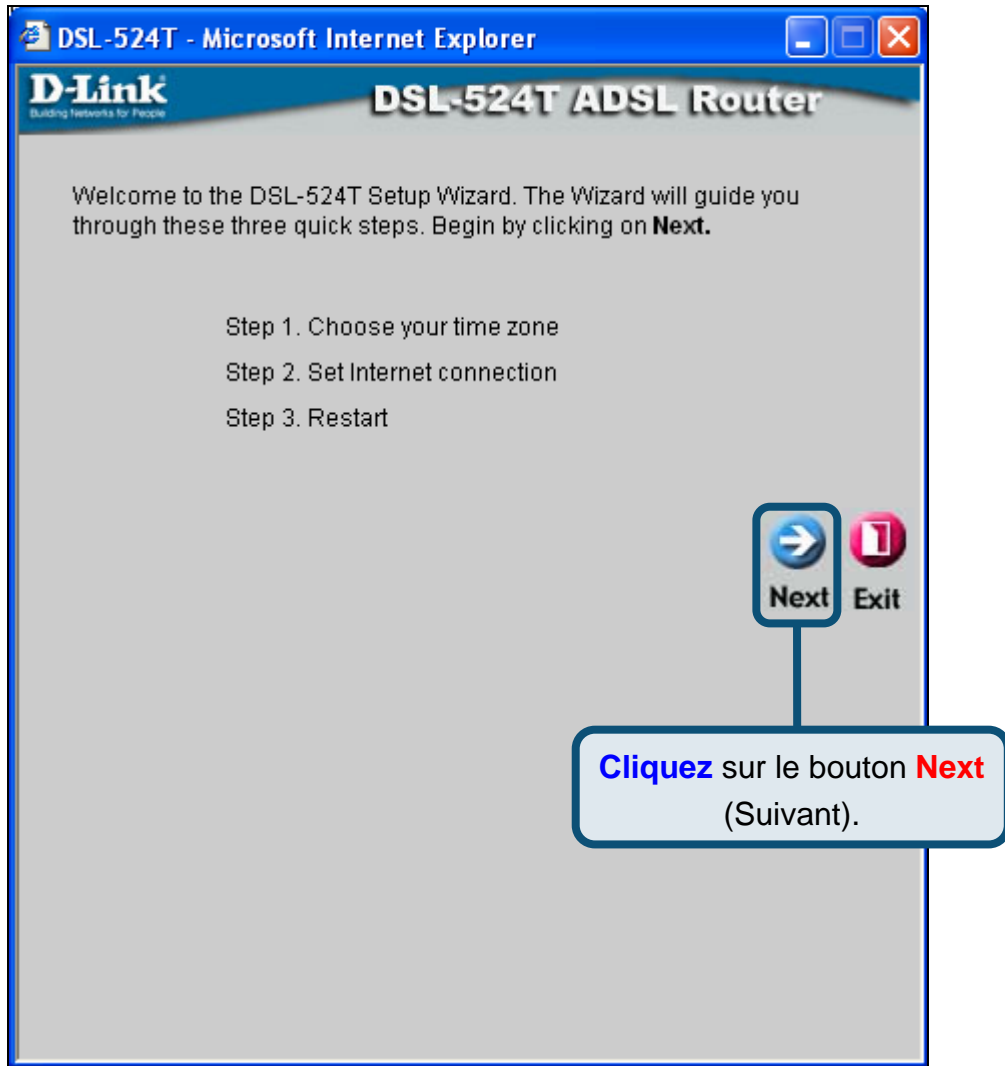 DSL-524T - Microsoft Internet Explorer
D-Link
Building Networks for People
DSL-524T ADSL Router
Welcome to the DSL-524T Setup Wizard. The Wizard will guide you
through these three quick steps. Begin by clicking on Next.
Step 1. Choose your time zone
Step 2. Set Internet connection
Step 3. Restart
Next Exit
Cliquez sur le bouton Next
(Suivant).